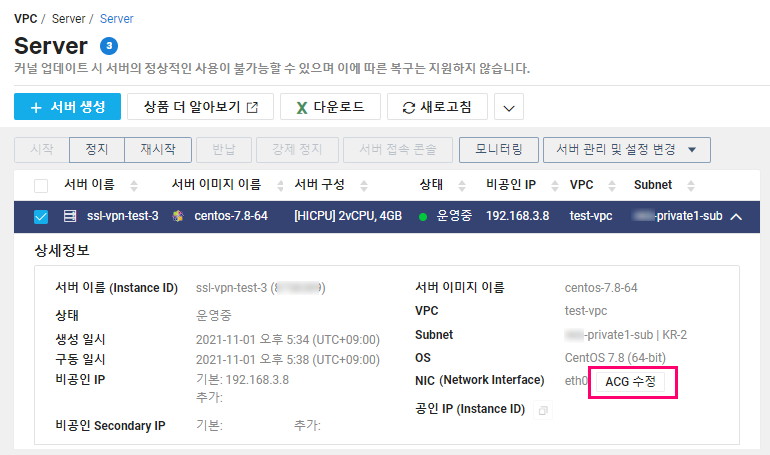 VPC / Server / Server
Server 3
커널 업데이트 시 서버의 정상적인 사용이 불가능할 수 있으며 이에 따른 복구는 지원하지 않습니다.
+ 서버 생성 상품 더 알아보기 다운로드 새로고침
시작 정지 재시작 반납 강제 정지 서버 접속 콘솔 모니터링 서버 관리 및 설정 변경
서버 이름 서버 이미지 이름 서버 구성 상태 비공인 IP VPC Subnet
ssl-vpn-test-3 centos-7.8-64 [HICPU] 2vCPU, 4GB 운영중 192.168.3.8 test-vpc -private1-sub
상세정보
서버 이름 (Instance ID) ssl-vpn-test-3 ( ) 서버 이미지 이름 centos-7.8-64
상태 운영중 VPC test-vpc
생성 일시 2021-11-01 오후 5:34 (UTC+09:00) Subnet -private1-sub | KR-2
구동 일시 2021-11-01 오후 5:38 (UTC+09:00) OS CentOS 7.8 (64-bit)
비공인 IP 기본: 192.168.3.8 NIC (Network Interface) eth0 ACG 수정
추가:
공인 IP (Instance ID)
비공인 Secondary IP 기본: 추가: